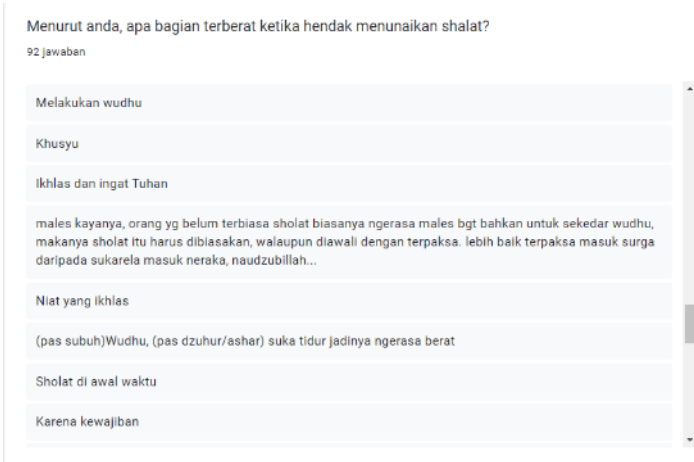 Menurut anda, apa bagian terberat ketika hendak menunaikan shalat?
92 jawaban
Melakukan wudhu
Khusyu
Ikhlas dan ingat Tuhan
males kayanya, orang yg belum terbiasa sholat biasanya ngerasa males bgt bahkan untuk sekedar wudhu,
makanya sholat itu harus dibiasakan, walaupun diawali dengan terpaksa. lebih baik terpaksa masuk surga
daripada sukarela masuk neraka, naudzubillah...
Niat yang ikhlas
(pas subuh)Wudhu, (pas dzuhur/ashar) suka tidur jadinya ngerasa berat
Sholat di awal waktu
Karena kewajiban